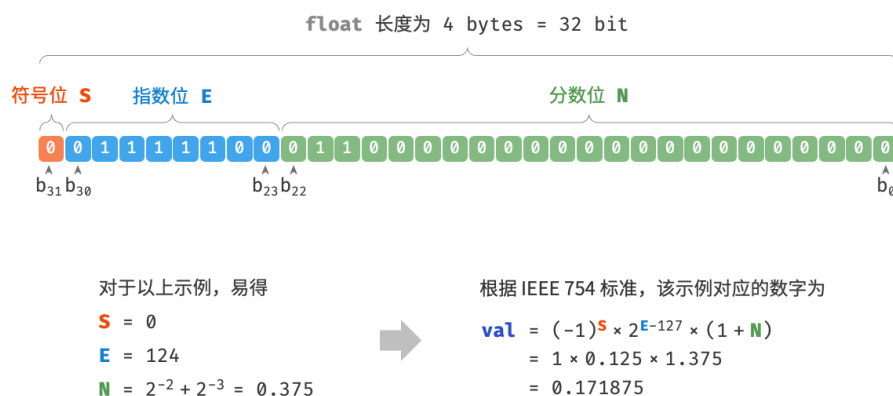 float 长度为 4 bytes = 32 bit
符号位 S 指数位 E 分数位 N
0 0 1 1 1 1 1 0 0 0 1 1 0 0 0 0 0 0 0 0 0 0 0 0 0 0 0 0 0 0 0 0
b31 b30 b23 b22 b0
对于以上示例，易得
S = 0
E = 124
N = 2⁻² + 2⁻³ = 0.375
根据 IEEE 754 标准，该示例对应的数字为
val = (−1)ˢ × 2ᴱ⁻¹²⁷ × (1 + N)
= 1 × 0.125 × 1.375
= 0.171875